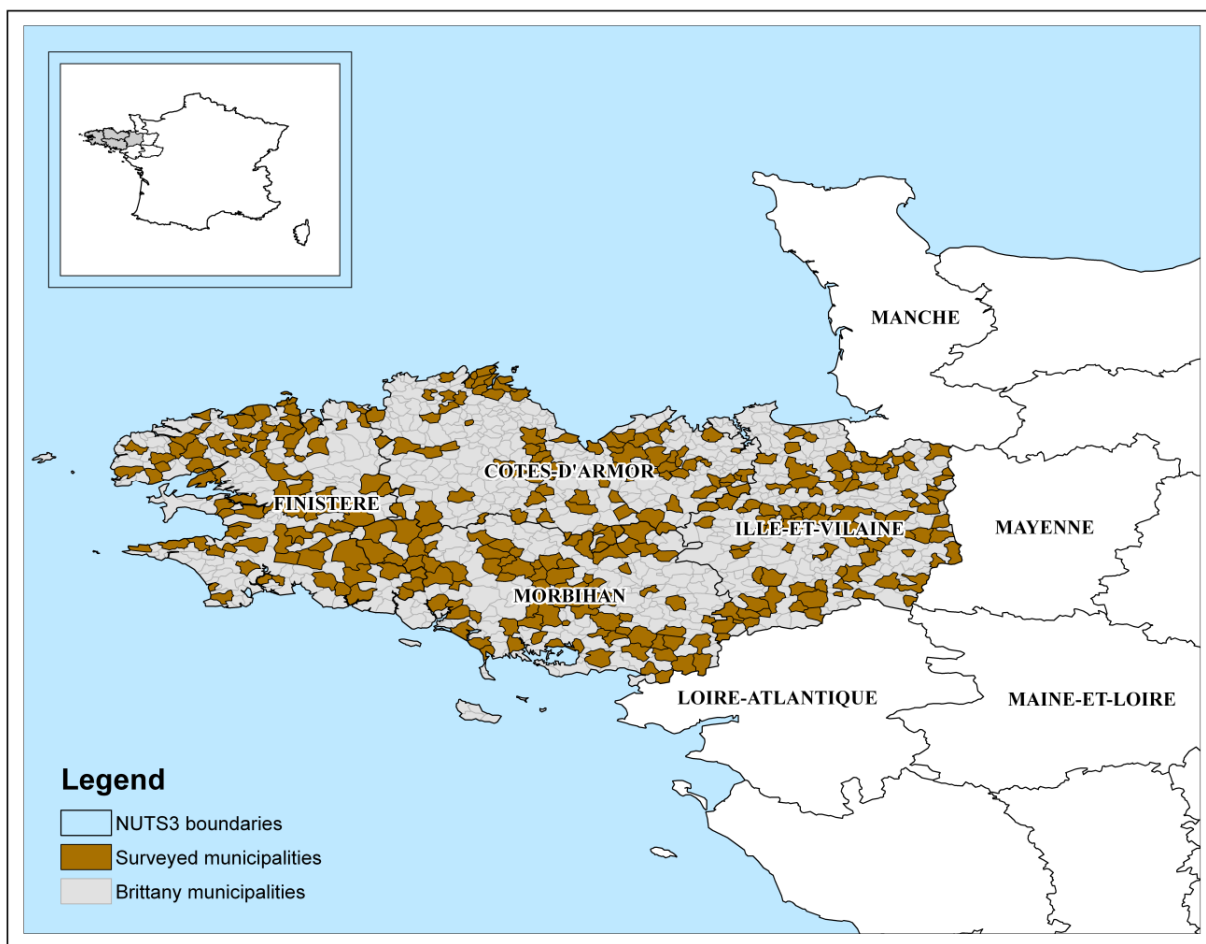 MANCHE
COTES-D'ARMOR
FINISTERE
ILLE-ET-VILAINE
MAYENNE
MORBIHAN
LOIRE-ATLANTIQUE
MAINE-ET-LOIRE
Legend
NUTS3 boundaries
Surveyed municipalities
Brittany municipalities